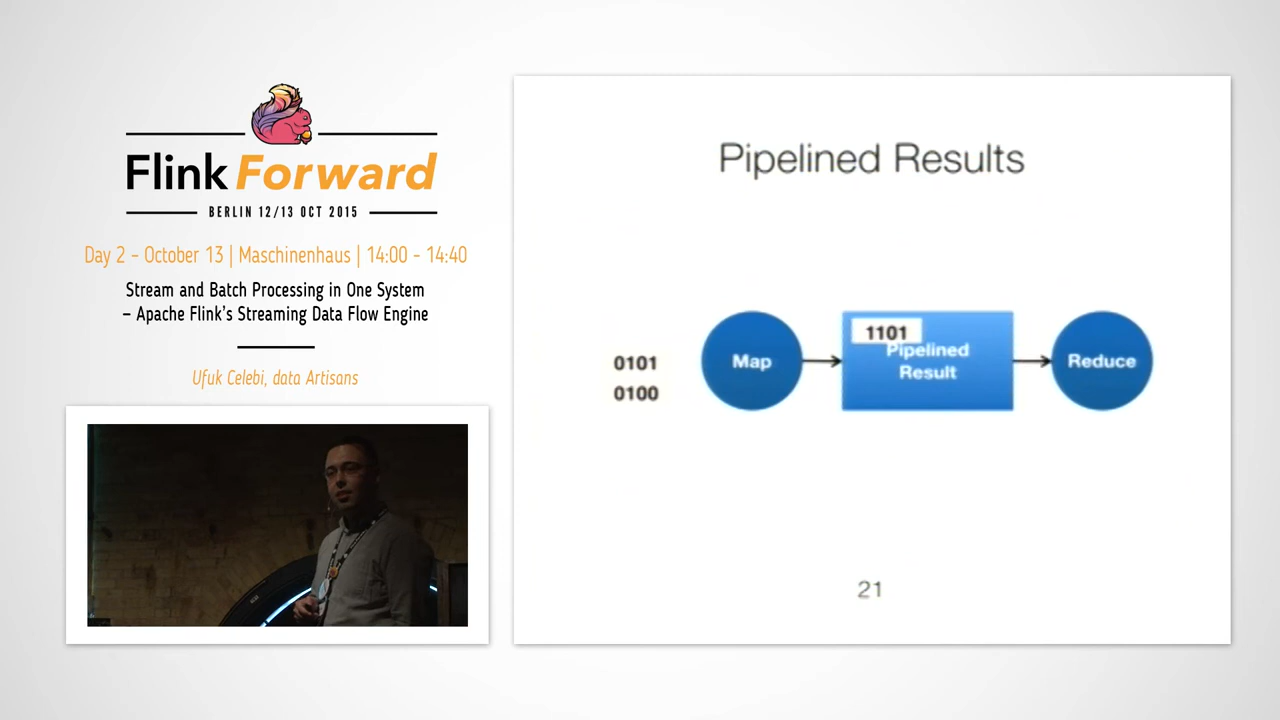 Flink Forward
BERLIN 12/13 OCT 2015
Day 2 - October 13 | Maschinenhaus | 14:00 - 14:40
Stream and Batch Processing in One System
– Apache Flink's Streaming Data Flow Engine
Ufuk Celebi, data Artisans
Pipelined Results
0101
0100
Map
1101
Pipelined
Result
Reduce
21